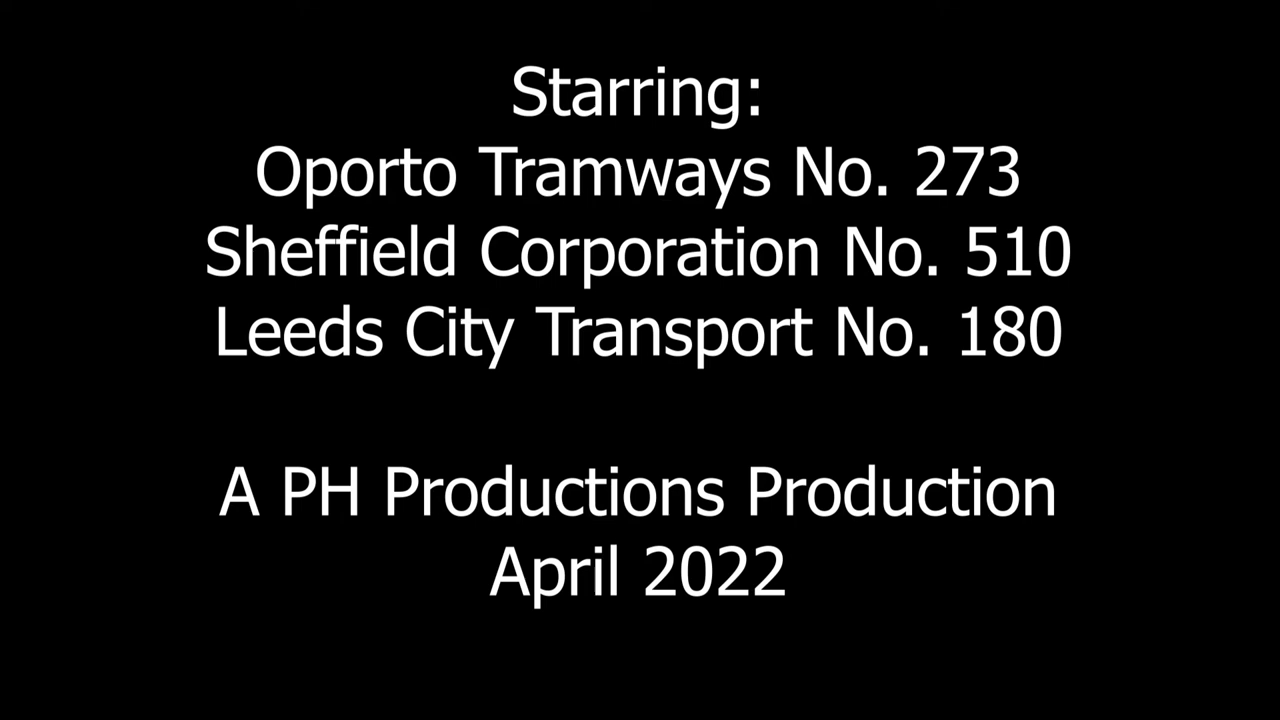 Starring:
Oporto Tramways No. 273
Sheffield Corporation No. 510
Leeds City Transport No. 180
A PH Productions Production
April 2022